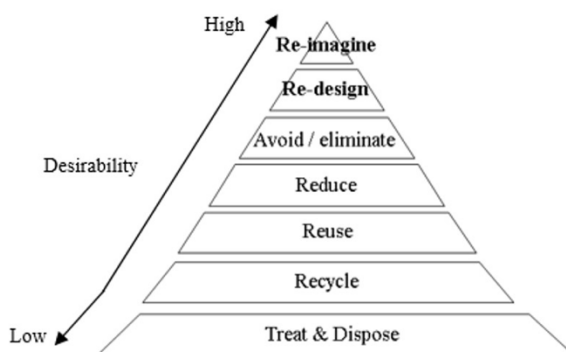 High
Re-imagine
Re-design
Avoid / eliminate
Desirability
Reduce
Reuse
Recycle
Low
Treat & Dispose